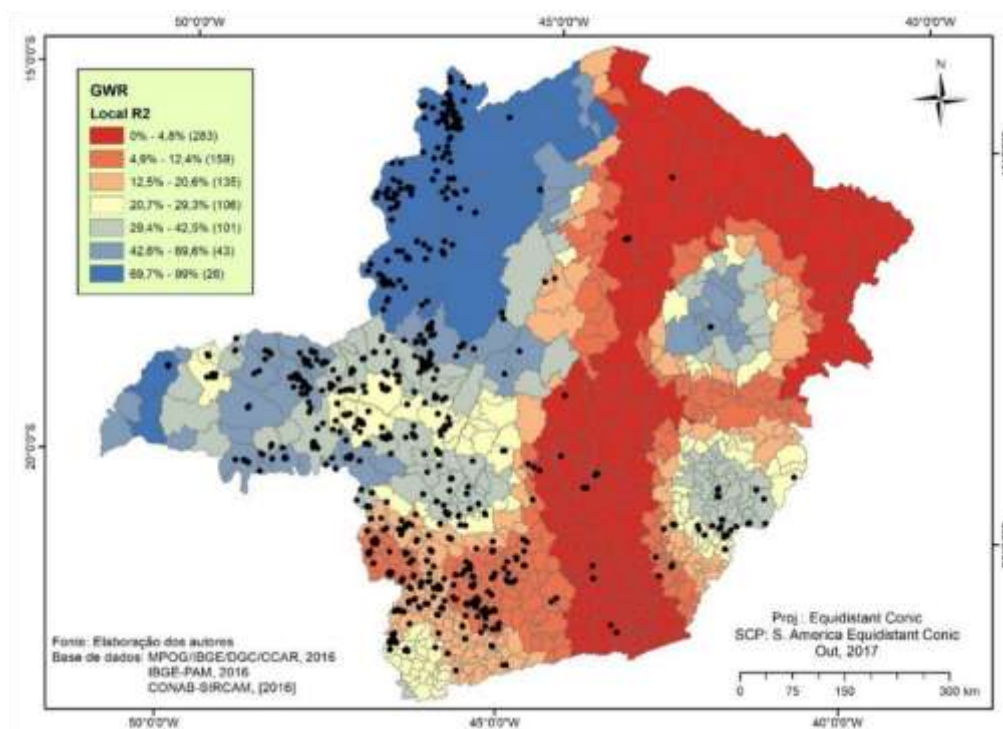 50°0'0"W 45°0'0"W 40°0'0"W
15°0'0"S
N
GWR
Local R2
0% - 4,8% (283)
4,9% - 12,4% (159)
12,5% - 20,6% (135)
20,7% - 29,3% (106)
29,4% - 42,5% (101)
42,6% - 69,6% (43)
69,7% - 99% (26)
20°0'0"S
Fonte: Elaboração dos autores
Base de dados: MPOG/IBGE/DGC/CCAR, 2016
IBGE-PAM, 2016
CONAB-SIRCAM, [2016]
Proj.: Equidistant Conic
SCP: S. America Equidistant Conic
Out, 2017
0 75 150 300 km
50°0'0"W 45°0'0"W 40°0'0"W